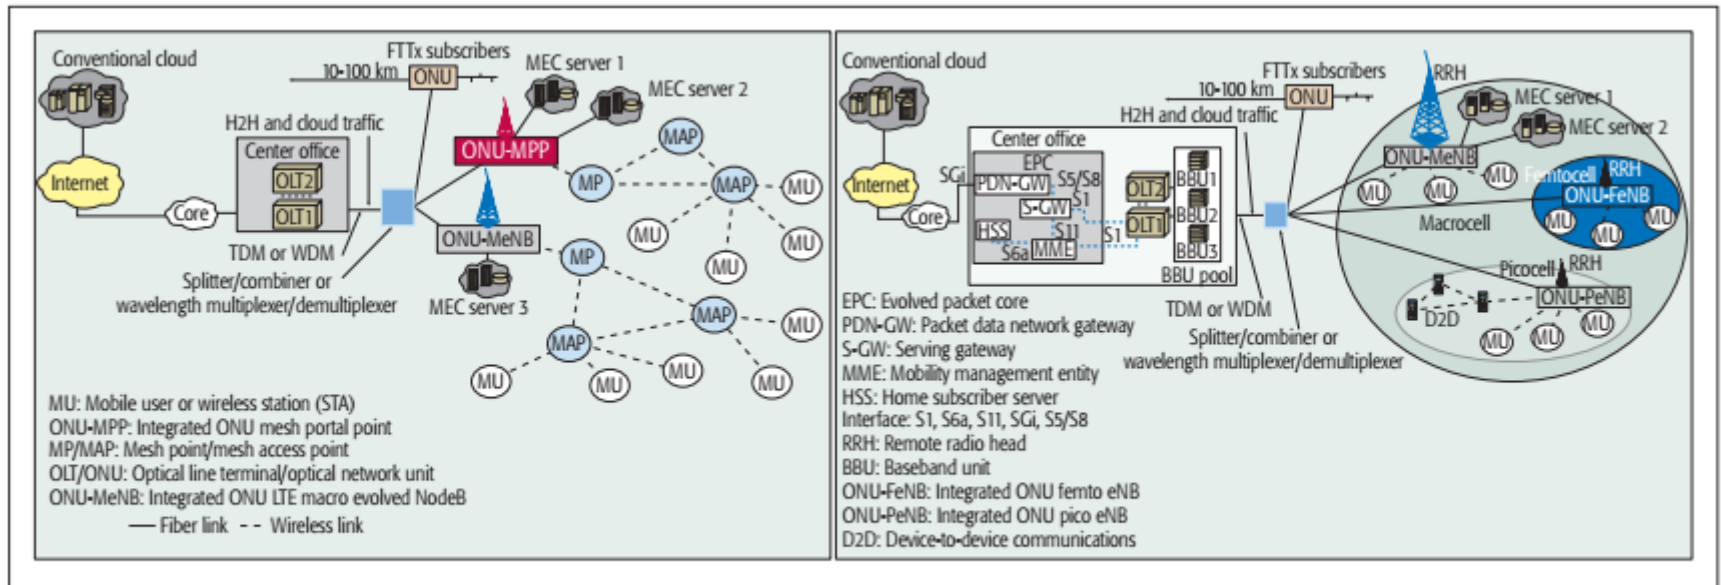 Conventional cloud
FTTx subscribers
10-100 km
ONU
MEC server 1
MEC server 2
H2H and cloud traffic
Center office
OLT2
OLT1
Internet
Core
ONU-MPP
MAP
MP
MAP
MU
MU
MU
MU
TDM or WDM
ONU-MeNB
MP
Splitter/combiner or
wavelength multiplexer/demultiplexer
MEC server 3
MAP
MU
MAP
MU
MU
MU
MU
MU: Mobile user or wireless station (STA)
ONU-MPP: Integrated ONU mesh portal point
MP/MAP: Mesh point/mesh access point
OLT/ONU: Optical line terminal/optical network unit
ONU-MeNB: Integrated ONU LTE macro evolved NodeB
Fiber link
Wireless link
Conventional cloud
FTTx subscribers
10-100 km
ONU
RRH
MEC server 1
MEC server 2
H2H and cloud traffic
Center office
EPC
SGi
PDN-GW
S5/S8
S-GW
S1
HSS
S11
S6a
MME
S1
OLT2
OLT1
BBU1
BBU2
BBU3
BBU pool
Internet
Core
ONU-MeNB
MU
MU
MU
Femtocell
RRH
ONU-FeNB
MU
MU
MU
Macrocell
Picocell
RRH
ONU-PeNB
D2D
MU
MU
MU
TDM or WDM
Splitter/combiner or
wavelength multiplexer/demultiplexer
EPC: Evolved packet core
PDN-GW: Packet data network gateway
S-GW: Serving gateway
MME: Mobility management entity
HSS: Home subscriber server
Interface: S1, S6a, S11, SGi, S5/S8
RRH: Remote radio head
BBU: Baseband unit
ONU-FeNB: Integrated ONU femto eNB
ONU-PeNB: Integrated ONU pico eNB
D2D: Device-to-device communications